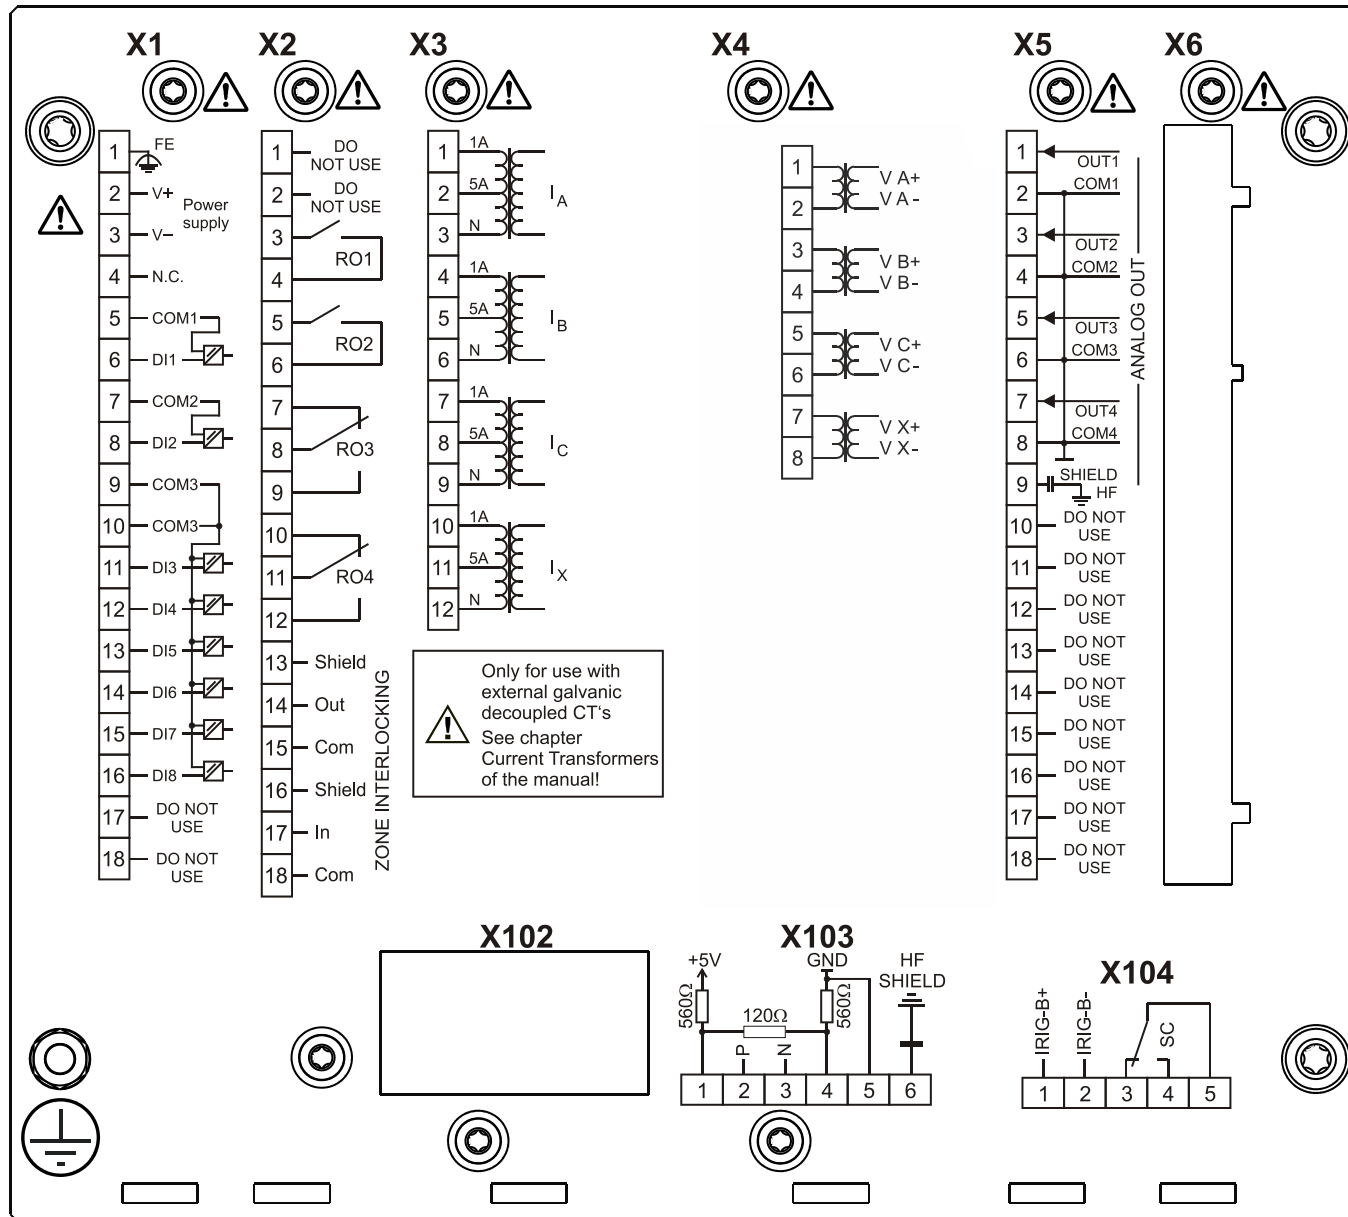 X1
X2
X3
X4
X5
X6
1 FE
2 V+
Power
supply
3 V–
4 N.C.
5 COM1
6 DI1
7 COM2
8 DI2
9 COM3
10 COM3
11 DI3
12 DI4
13 DI5
14 DI6
15 DI7
16 DI8
17 DO NOT
USE
18 DO NOT
USE
1 DO
NOT USE
2 DO
NOT USE
3
RO1
4
5
RO2
6
7
8 RO3
9
10
11 RO4
12
13 Shield
14 Out
15 Com
16 Shield
17 In
18 Com
ZONE INTERLOCKING
1 1A
2 5A IA
3 N
4 1A
5 5A IB
6 N
7 1A
8 5A IC
9 N
10 1A
11 5A IX
12 N
Only for use with
external galvanic
decoupled CT‘s
See chapter
Current Transformers
of the manual!
1 V A+
2 V A-
3 V B+
4 V B-
5 V C+
6 V C-
7 V X+
8 V X-
1 OUT1
2 COM1
3 OUT2
4 COM2
5 OUT3
6 COM3
7 OUT4
8 COM4
ANALOG OUT
9 SHIELD
HF
10 DO NOT
USE
11 DO NOT
USE
12 DO NOT
USE
13 DO NOT
USE
14 DO NOT
USE
15 DO NOT
USE
16 DO NOT
USE
17 DO NOT
USE
18 DO NOT
USE
X102
X103
+5V
GND
HF
SHIELD
560Ω
120Ω
560Ω
P
N
1 2 3 4 5 6
X104
IRIG-B+
IRIG-B-
SC
1 2 3 4 5